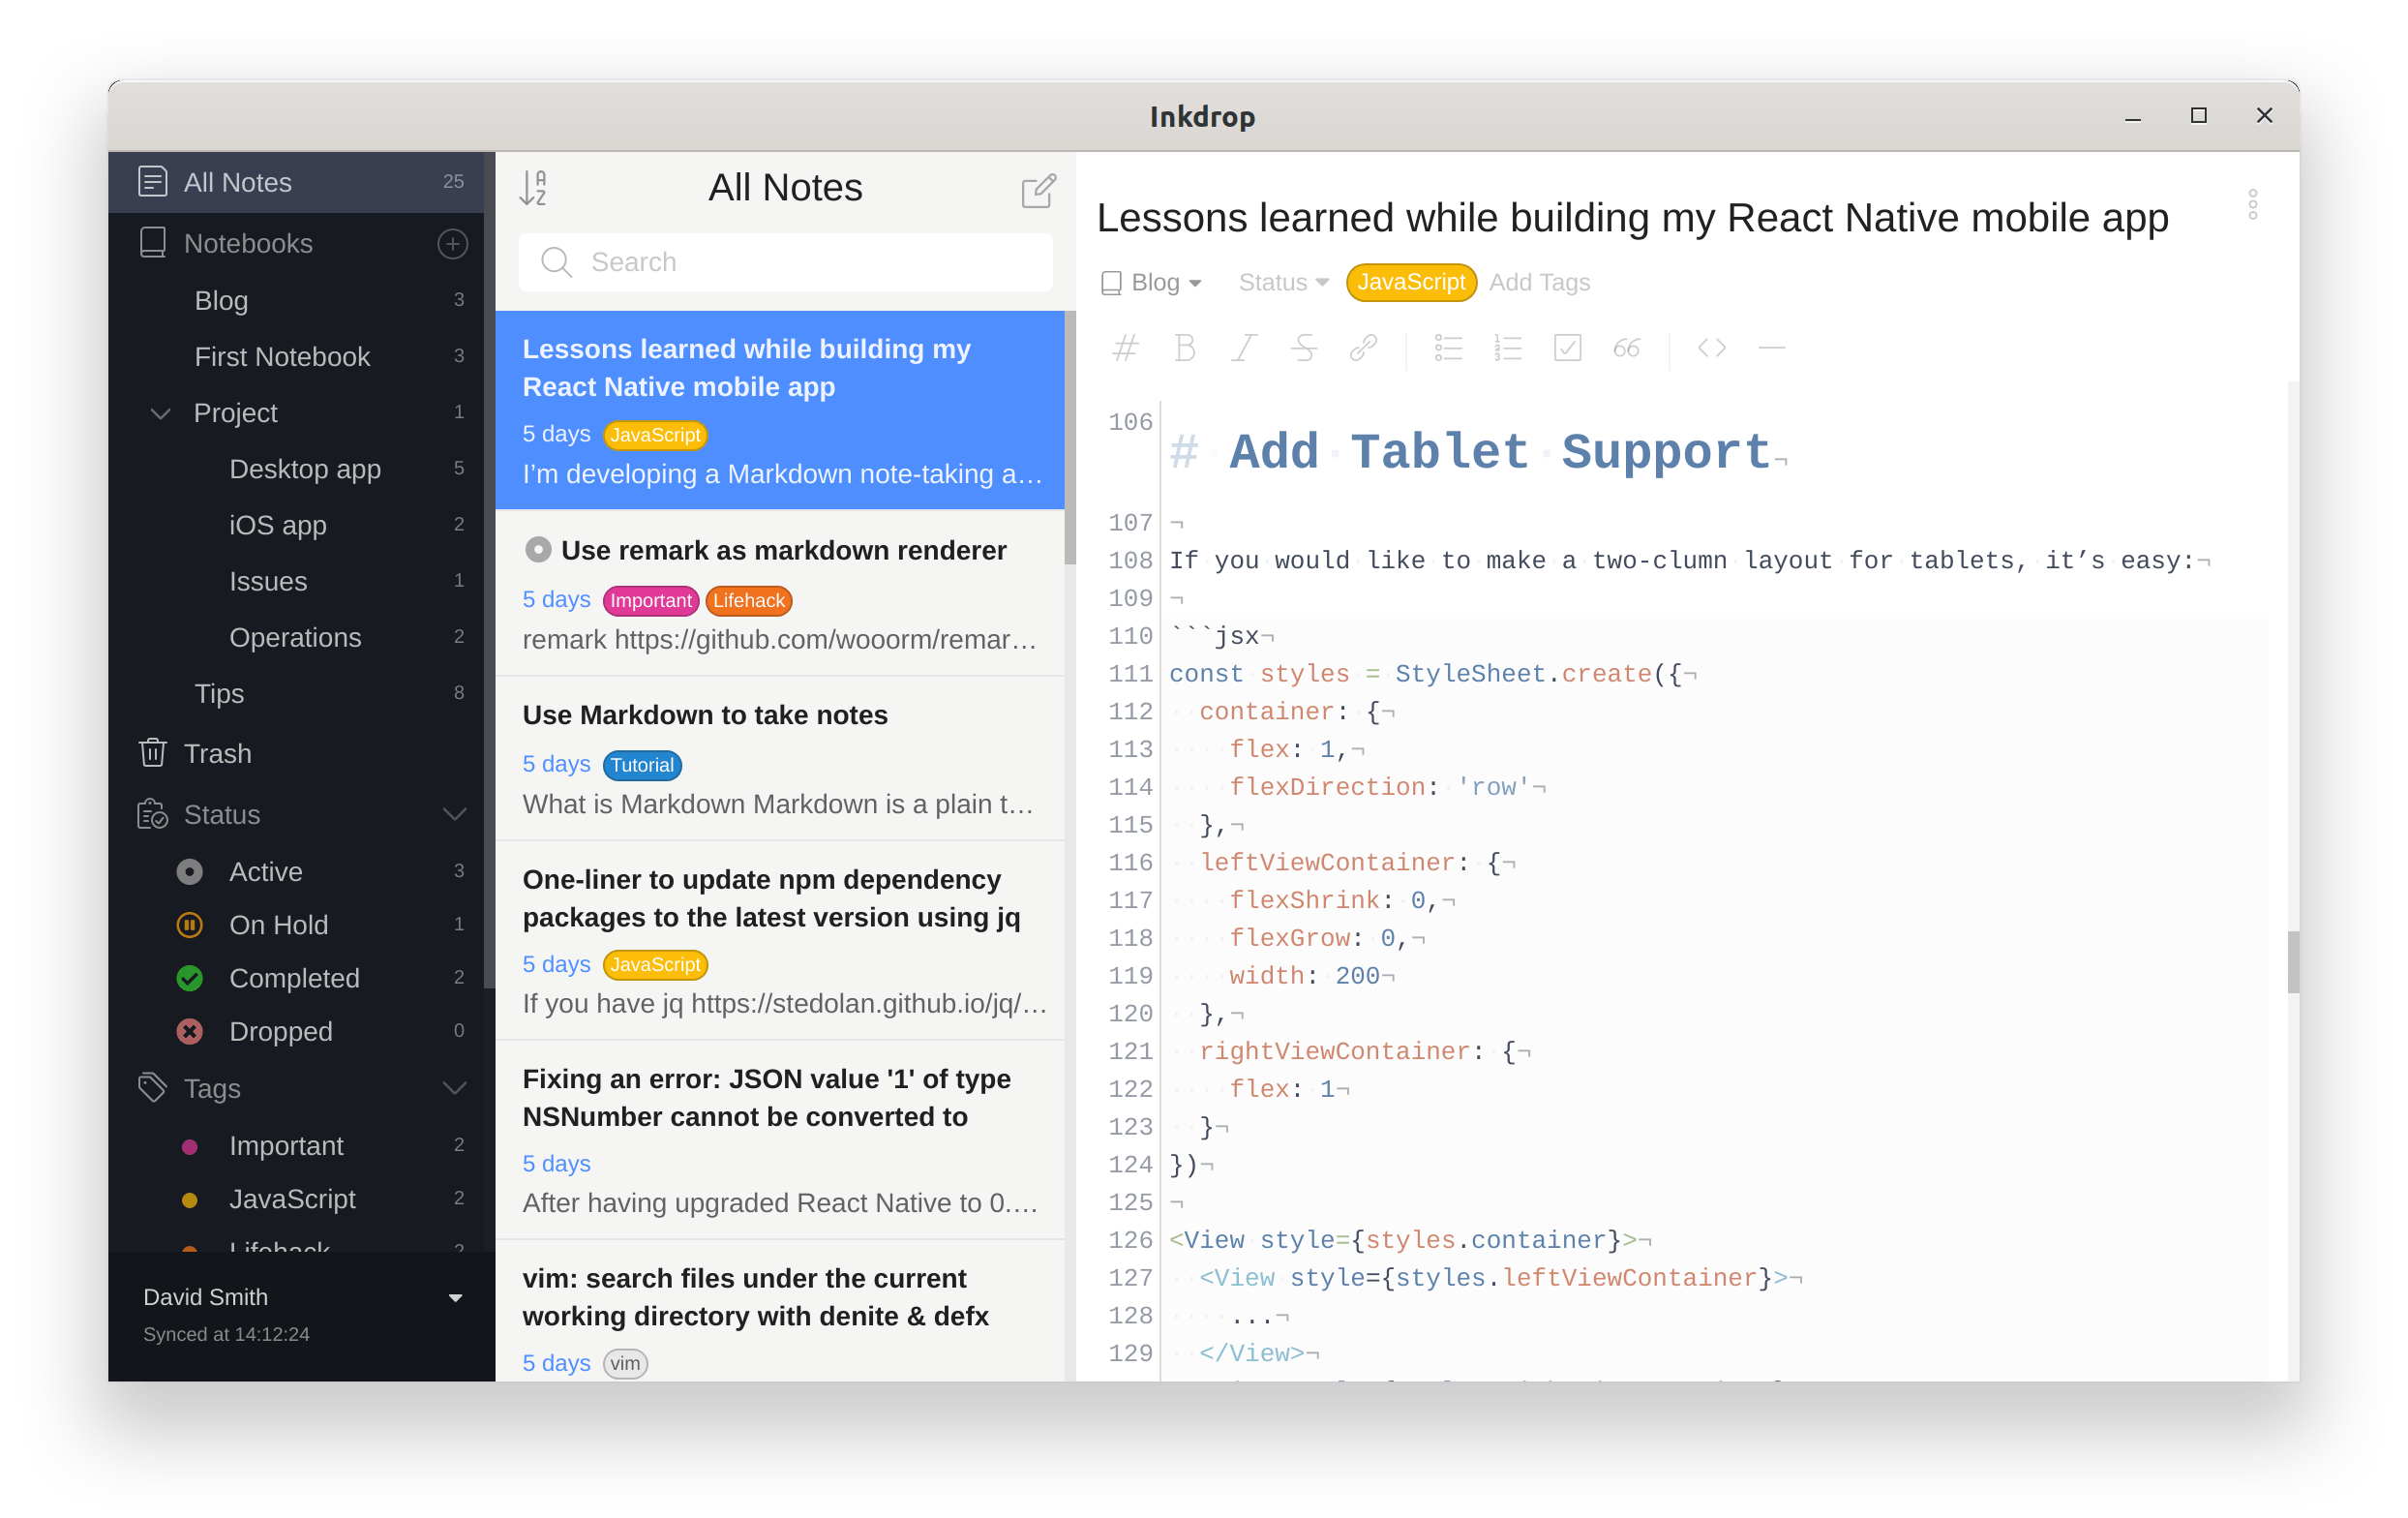 Inkdrop
All Notes 25
Notebooks
Blog 3
First Notebook 3
Project 1
Desktop app 5
iOS app 2
Issues 1
Operations 2
Tips 8
Trash
Status
Active 3
On Hold 1
Completed 2
Dropped 0
Tags
Important 2
JavaScript 2
Lifehack 2
David Smith
Synced at 14:12:24
All Notes
Search
Lessons learned while building my
React Native mobile app
5 days JavaScript
I’m developing a Markdown note-taking a…
Use remark as markdown renderer
5 days Important Lifehack
remark https://github.com/wooorm/remar…
Use Markdown to take notes
5 days Tutorial
What is Markdown Markdown is a plain t…
One-liner to update npm dependency
packages to the latest version using jq
5 days JavaScript
If you have jq https://stedolan.github.io/jq/…
Fixing an error: JSON value '1' of type
NSNumber cannot be converted to
5 days
After having upgraded React Native to 0.…
vim: search files under the current
working directory with denite & defx
5 days vim
Lessons learned while building my React Native mobile app
Blog Status JavaScript Add Tags
106 # Add Tablet Support¬
107 ¬
108 If you would like to make a two-clumn layout for tablets, it’s easy:¬
109 ¬
110 ```jsx¬
111 const styles = StyleSheet.create({¬
112 container: {¬
113 flex: 1,¬
114 flexDirection: 'row'¬
115 },¬
116 leftViewContainer: {¬
117 flexShrink: 0,¬
118 flexGrow: 0,¬
119 width: 200¬
120 },¬
121 rightViewContainer: {¬
122 flex: 1¬
123 }¬
124 })¬
125 ¬
126 <View style={styles.container}>¬
127 <View style={styles.leftViewContainer}>¬
128 ...¬
129 </View>¬